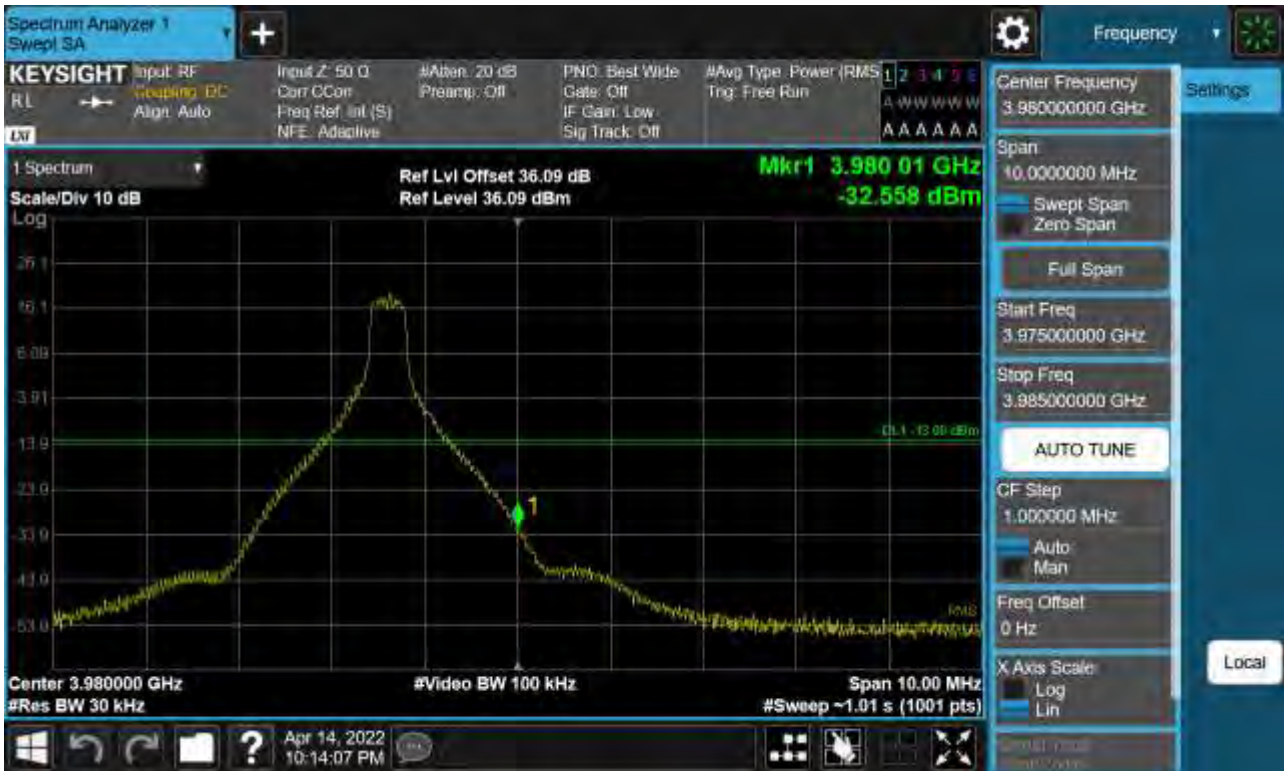 Spectrum Analyzer 1
Swept SA
+
Frequency
KEYSIGHT
RL
Input: RF
Coupling: DC
Align: Auto
Input Z: 50 Ω
Corr CCorr
Freq Ref: Int (S)
NFE: Adaptive
#Atten: 20 dB
Preamp: Off
PNO: Best Wide
Gate: Off
IF Gain: Low
Sig Track: Off
#Avg Type: Power (RMS
Trig: Free Run
1 2 3 4 5 6
A W W W W W
A A A A A A
1 Spectrum
Scale/Div 10 dB
Log
Ref Lvl Offset 36.09 dB
Ref Level 36.09 dBm
Mkr1 3.980 01 GHz
-32.558 dBm
26.1
16.1
6.09
-3.91
-13.9
-23.9
-33.9
-43.9
-53.9
1
RMS
Center 3.980000 GHz
#Video BW 100 kHz
Span 10.00 MHz
#Res BW 30 kHz
#Sweep ~1.01 s (1001 pts)
Center Frequency
3.980000000 GHz
Span
10.0000000 MHz
Swept Span
Zero Span
Full Span
Start Freq
3.975000000 GHz
Stop Freq
3.985000000 GHz
AUTO TUNE
CF Step
1.000000 MHz
Auto
Man
Freq Offset
0 Hz
X Axis Scale
Log
Lin
Settings
Local
?
Apr 14, 2022
10:14:07 PM